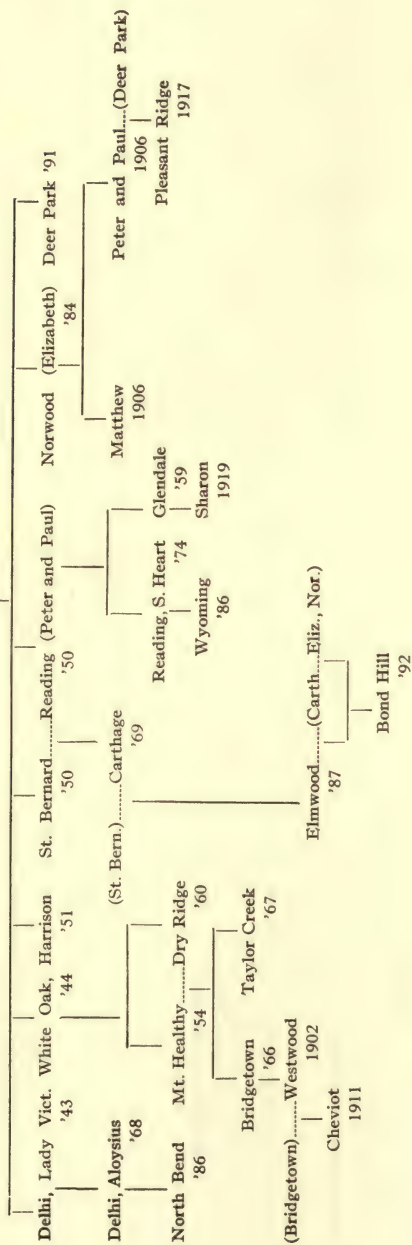 Delhi, Lady Vict. White Oak, Harrison St. Bernard........Reading (Peter and Paul) Norwood (Elizabeth) Deer Park '91
'43 '44 '51 '50 '50 '84
Delhi, Aloysius
'68
(St. Bern.)........Carthage
'69
Reading, S. Heart Glendale
'74 '59
Matthew
1906
Peter and Paul.....(Deer Park)
1906
North Bend
'86
Mt. Healthy........Dry Ridge
'54 '60
Wyoming
'86
Sharon
1919
Pleasant Ridge
1917
Bridgetown Taylor Creek
'66 '67
Elmwood........(Carth....Eliz., Nor.)
'87
(Bridgetown)........Westwood
1902
Bond Hill
'92
Cheviot
1911